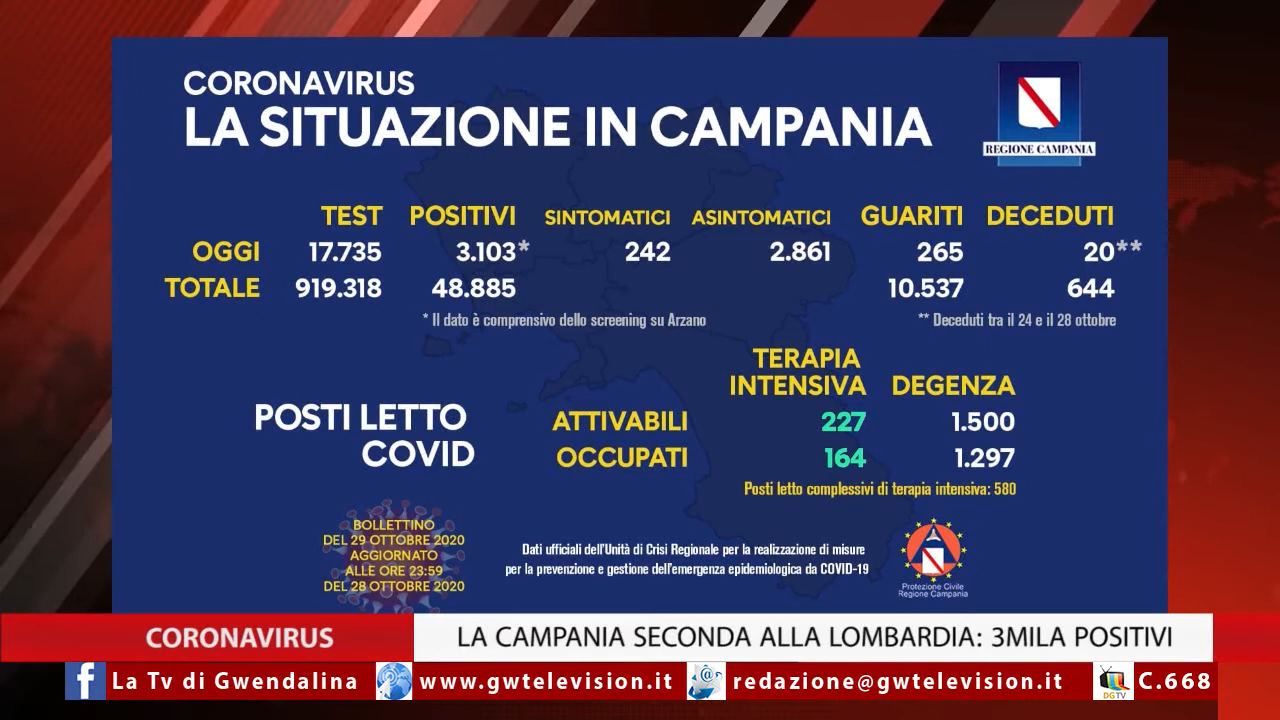 CORONAVIRUS
LA SITUAZIONE IN CAMPANIA
REGIONE CAMPANIA
TEST POSITIVI SINTOMATICI ASINTOMATICI GUARITI DECEDUTI
OGGI 17.735 3.103* 242 2.861 265 20**
TOTALE 919.318 48.885 10.537 644
* Il dato è comprensivo dello screening su Arzano ** Deceduti tra il 24 e il 28 ottobre
TERAPIA
INTENSIVA DEGENZA
POSTI LETTO
COVID
ATTIVABILI 227 1.500
OCCUPATI 164 1.297
Posti letto complessivi di terapia intensiva: 580
BOLLETTINO
DEL 29 OTTOBRE 2020
AGGIORNATO
ALLE ORE 23:59
DEL 28 OTTOBRE 2020
Dati ufficiali dell'Unità di Crisi Regionale per la realizzazione di misure
per la prevenzione e gestione dell'emergenza epidemiologica da COVID-19
Protezione Civile
Regione Campania
CORONAVIRUS LA CAMPANIA SECONDA ALLA LOMBARDIA: 3MILA POSITIVI
f La Tv di Gwendalina www.gwtelevision.it redazione@gwtelevision.it DGTV C.668